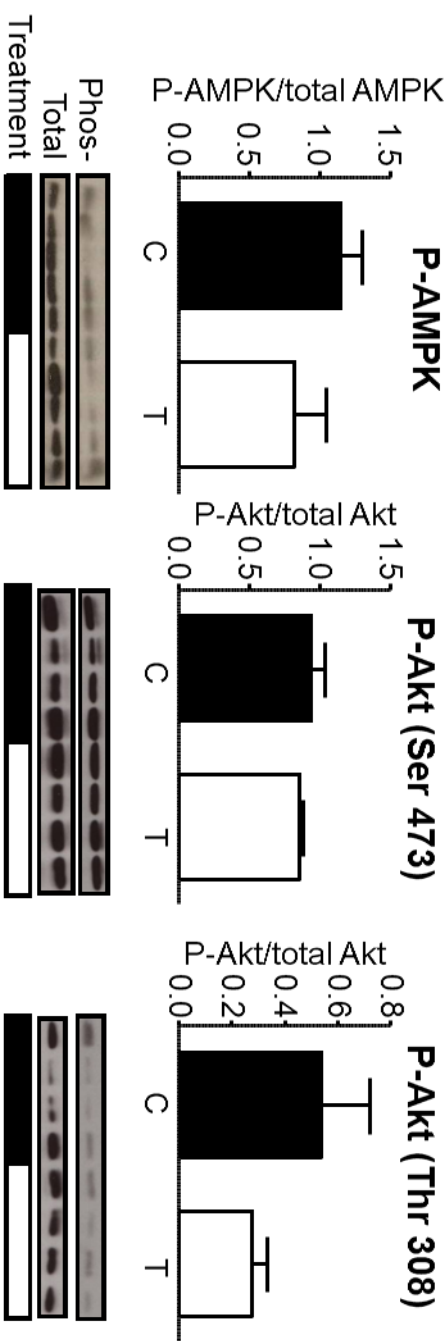 P-AMPK
P-AMPK/total AMPK
1.5
1.0
0.5
0.0
C T
Phos-
Total
Treatment
P-Akt (Ser 473)
P-Akt/total Akt
1.5
1.0
0.5
0.0
C T
P-Akt (Thr 308)
P-Akt/total Akt
0.8
0.6
0.4
0.2
0.0
C T